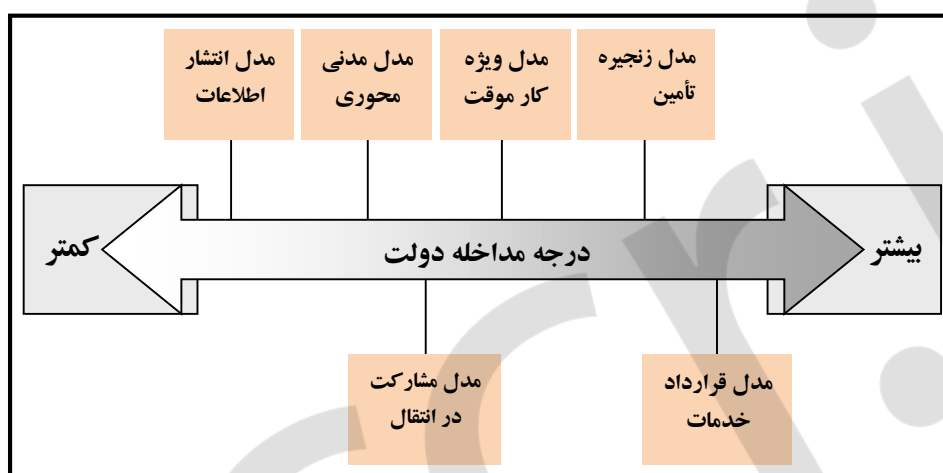 مدل زنجیره
تأمین
مدل ویژه
کار موقت
مدل مدنی
محوری
مدل انتشار
اطلاعات
بیشتر
درجه مداخله دولت
کمتر
مدل قرارداد
خدمات
مدل مشارکت
در انتقال